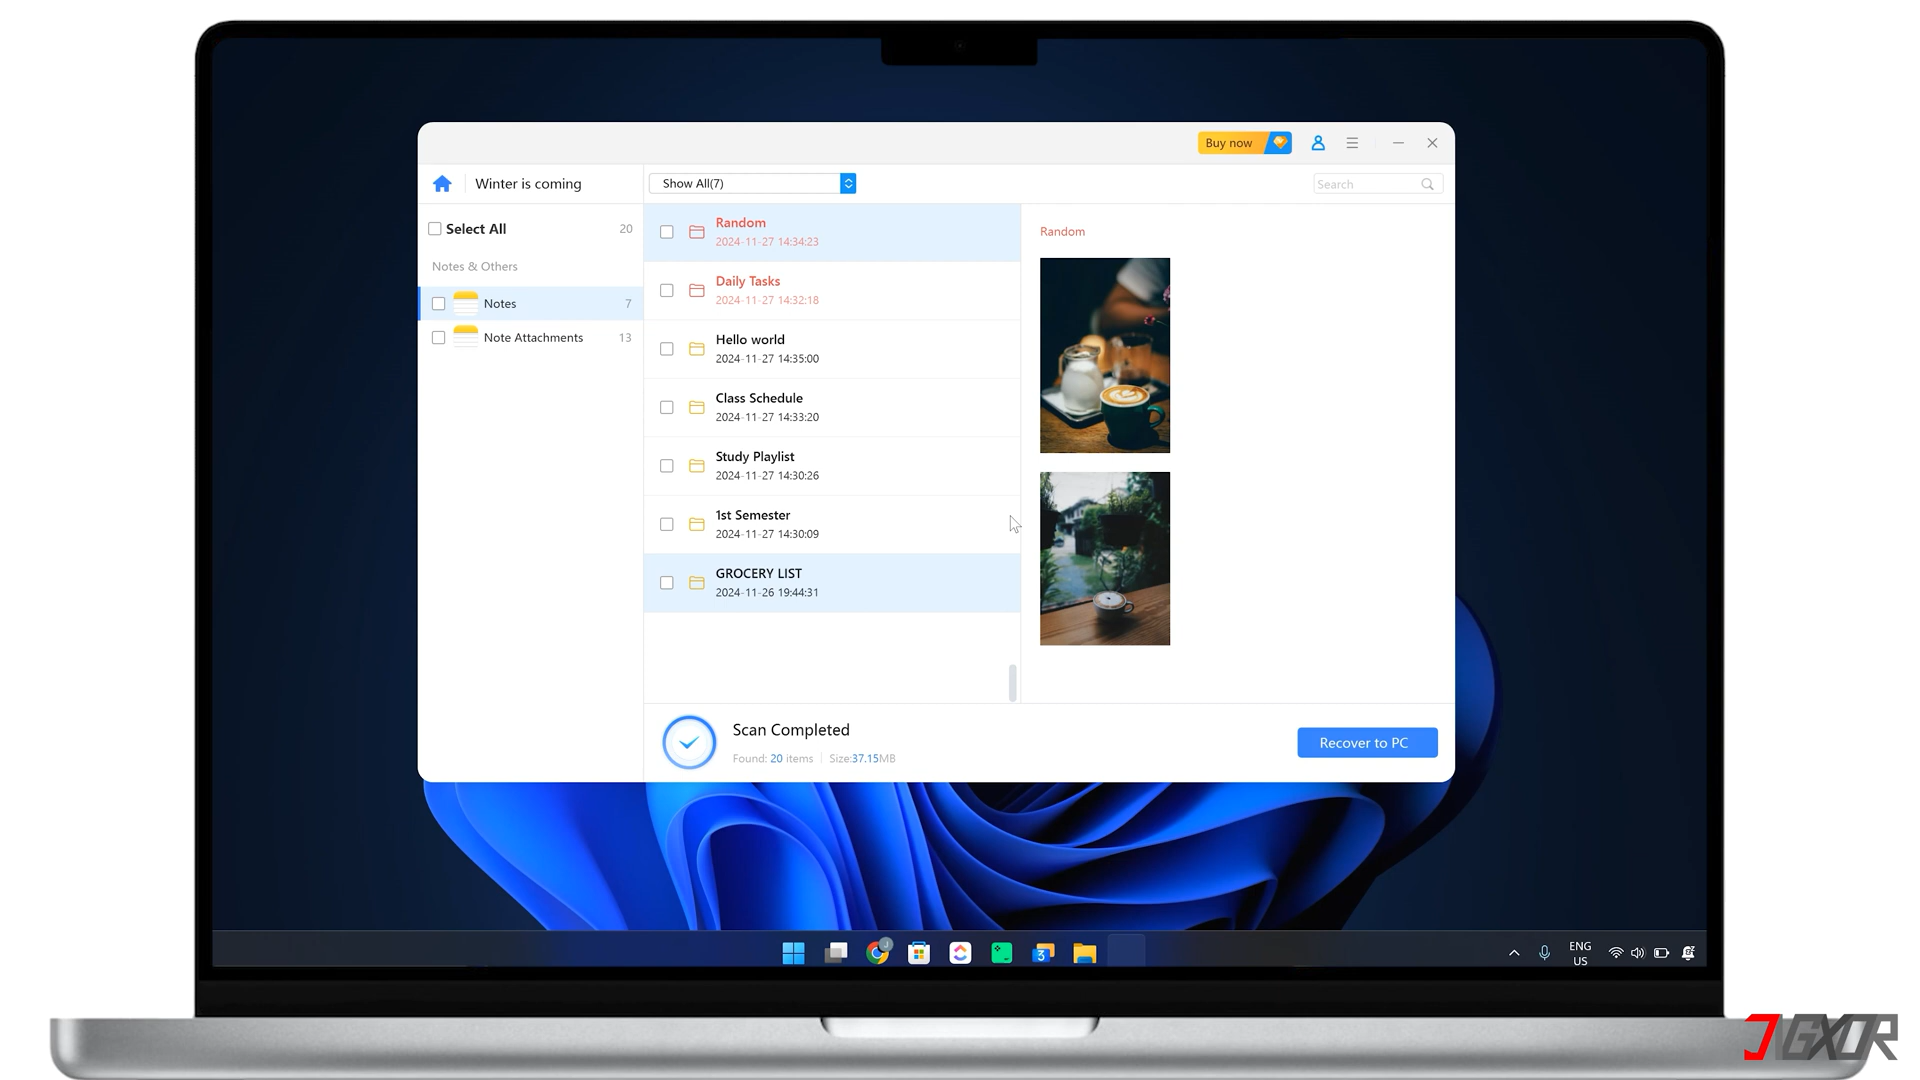 Buy now
Winter is coming
Show All(7)
Search
Select All 20
Notes & Others
Notes 7
Note Attachments 13
Random
2024-11-27 14:34:23
Daily Tasks
2024-11-27 14:32:18
Hello world
2024-11-27 14:35:00
Class Schedule
2024-11-27 14:33:20
Study Playlist
2024-11-27 14:30:26
1st Semester
2024-11-27 14:30:09
GROCERY LIST
2024-11-26 19:44:31
Random
Scan Completed
Found: 20 items
Size:37.15MB
Recover to PC
J
3
ENG
US
JGXOR